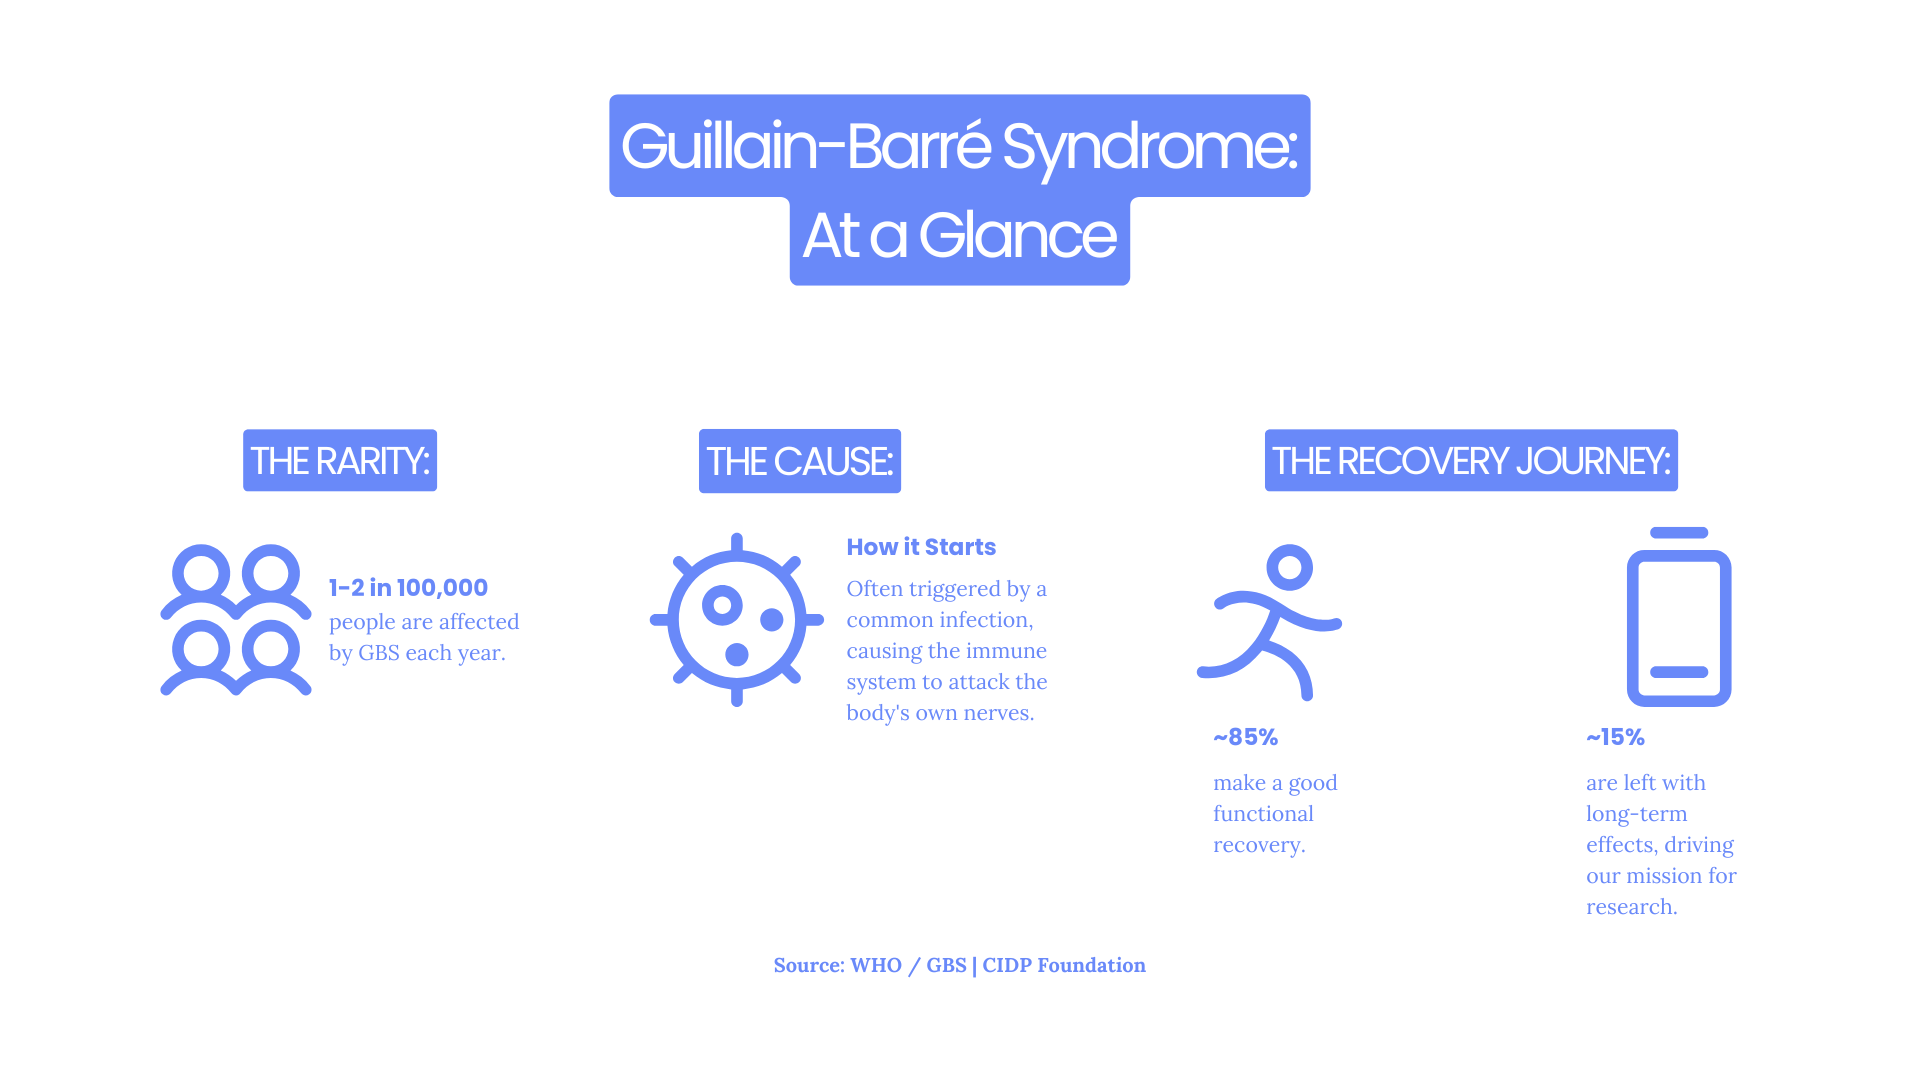 Guillain-Barré Syndrome:
At a Glance
THE RARITY:
1-2 in 100,000
people are affected
by GBS each year.
THE CAUSE:
How it Starts
Often triggered by a
common infection,
causing the immune
system to attack the
body's own nerves.
THE RECOVERY JOURNEY:
~85%
make a good
functional
recovery.
~15%
are left with
long-term
effects, driving
our mission for
research.
Source: WHO / GBS | CIDP Foundation